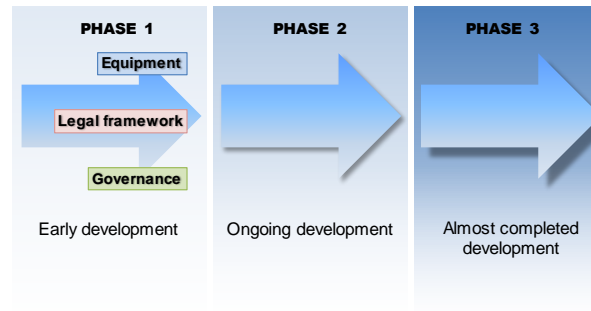 PHASE 1
Equipment
Legal framework
Governance
Early development
PHASE 2
Ongoing development
PHASE 3
Almost completed
development